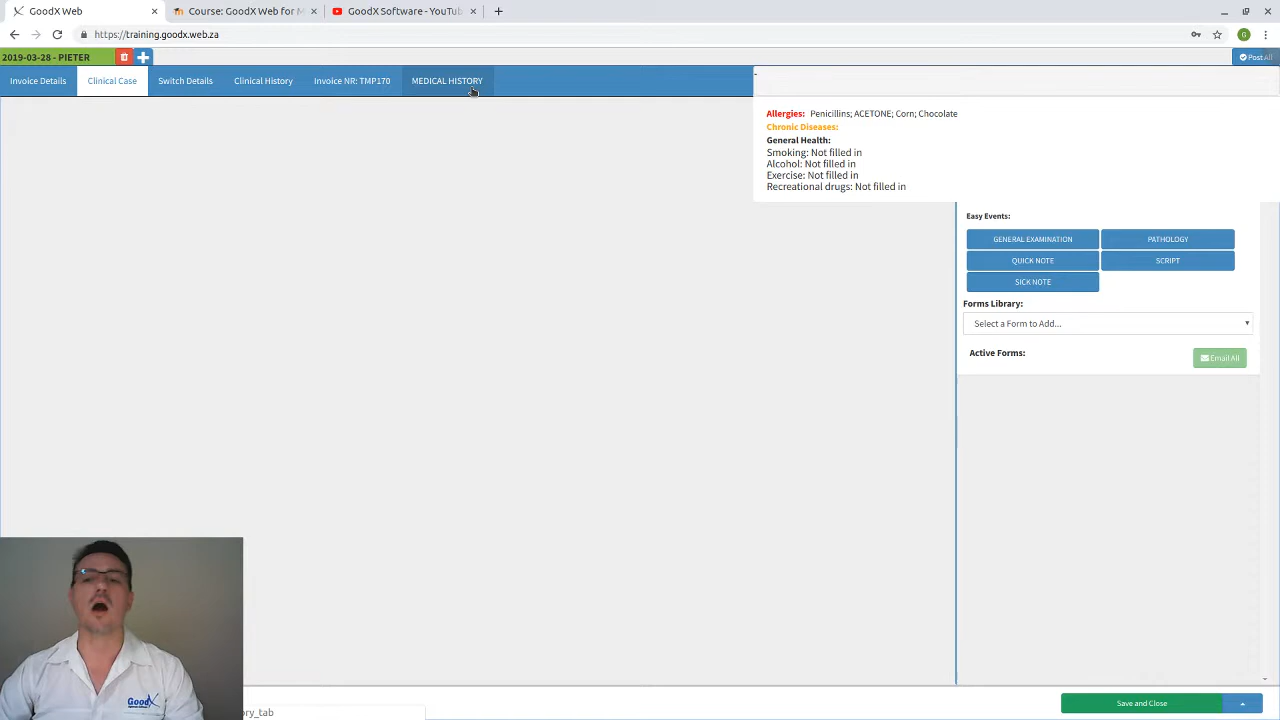 GoodX Web
Course: GoodX Web for M
GoodX Software - YouTub
https://training.goodx.web.za
G
2019-03-28 - PIETER
Post All
Invoice Details
Clinical Case
Switch Details
Clinical History
Invoice NR: TMP170
MEDICAL HISTORY
Allergies: Penicillins; ACETONE; Corn; Chocolate
Chronic Diseases:
General Health:
Smoking: Not filled in
Alcohol: Not filled in
Exercise: Not filled in
Recreational drugs: Not filled in
Easy Events:
GENERAL EXAMINATION
PATHOLOGY
QUICK NOTE
SCRIPT
SICK NOTE
Forms Library:
Select a Form to Add...
Active Forms:
Email All
GoodX
ory_tab
Save and Close